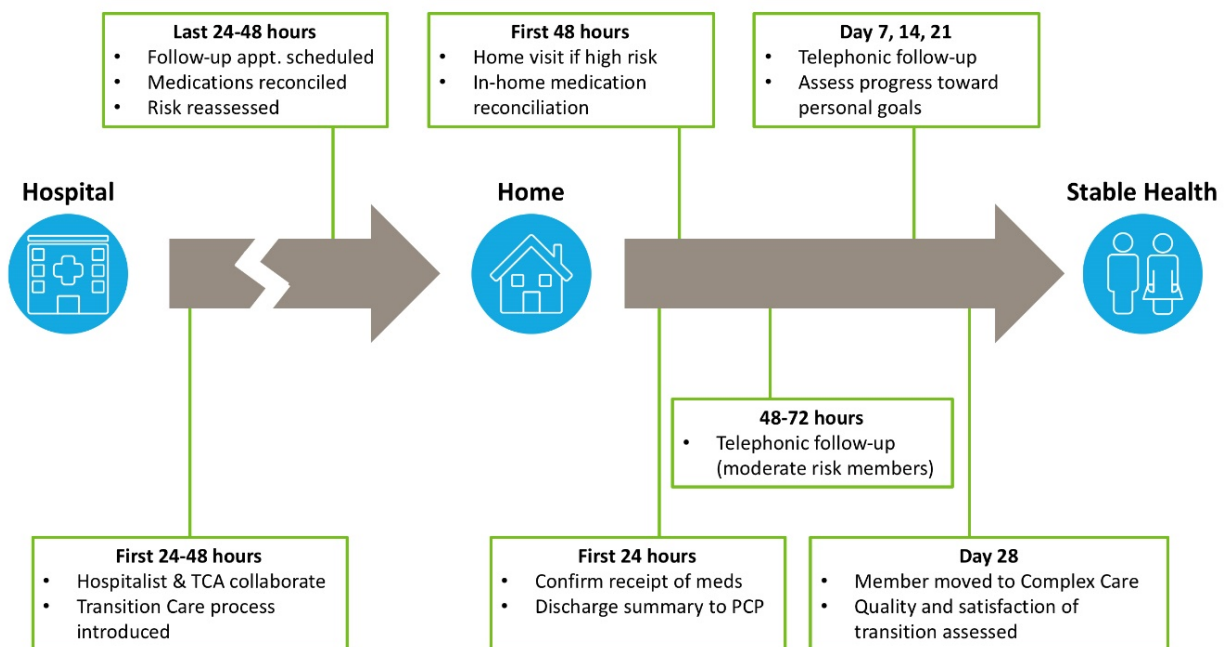 Last 24-48 hours
• Follow-up appt. scheduled
• Medications reconciled
• Risk reassessed
First 48 hours
• Home visit if high risk
• In-home medication
reconciliation
Day 7, 14, 21
• Telephonic follow-up
• Assess progress toward
personal goals
Hospital
Home
Stable Health
48-72 hours
• Telephonic follow-up
(moderate risk members)
First 24-48 hours
• Hospitalist & TCA collaborate
• Transition Care process
introduced
First 24 hours
• Confirm receipt of meds
• Discharge summary to PCP
Day 28
• Member moved to Complex Care
• Quality and satisfaction of
transition assessed